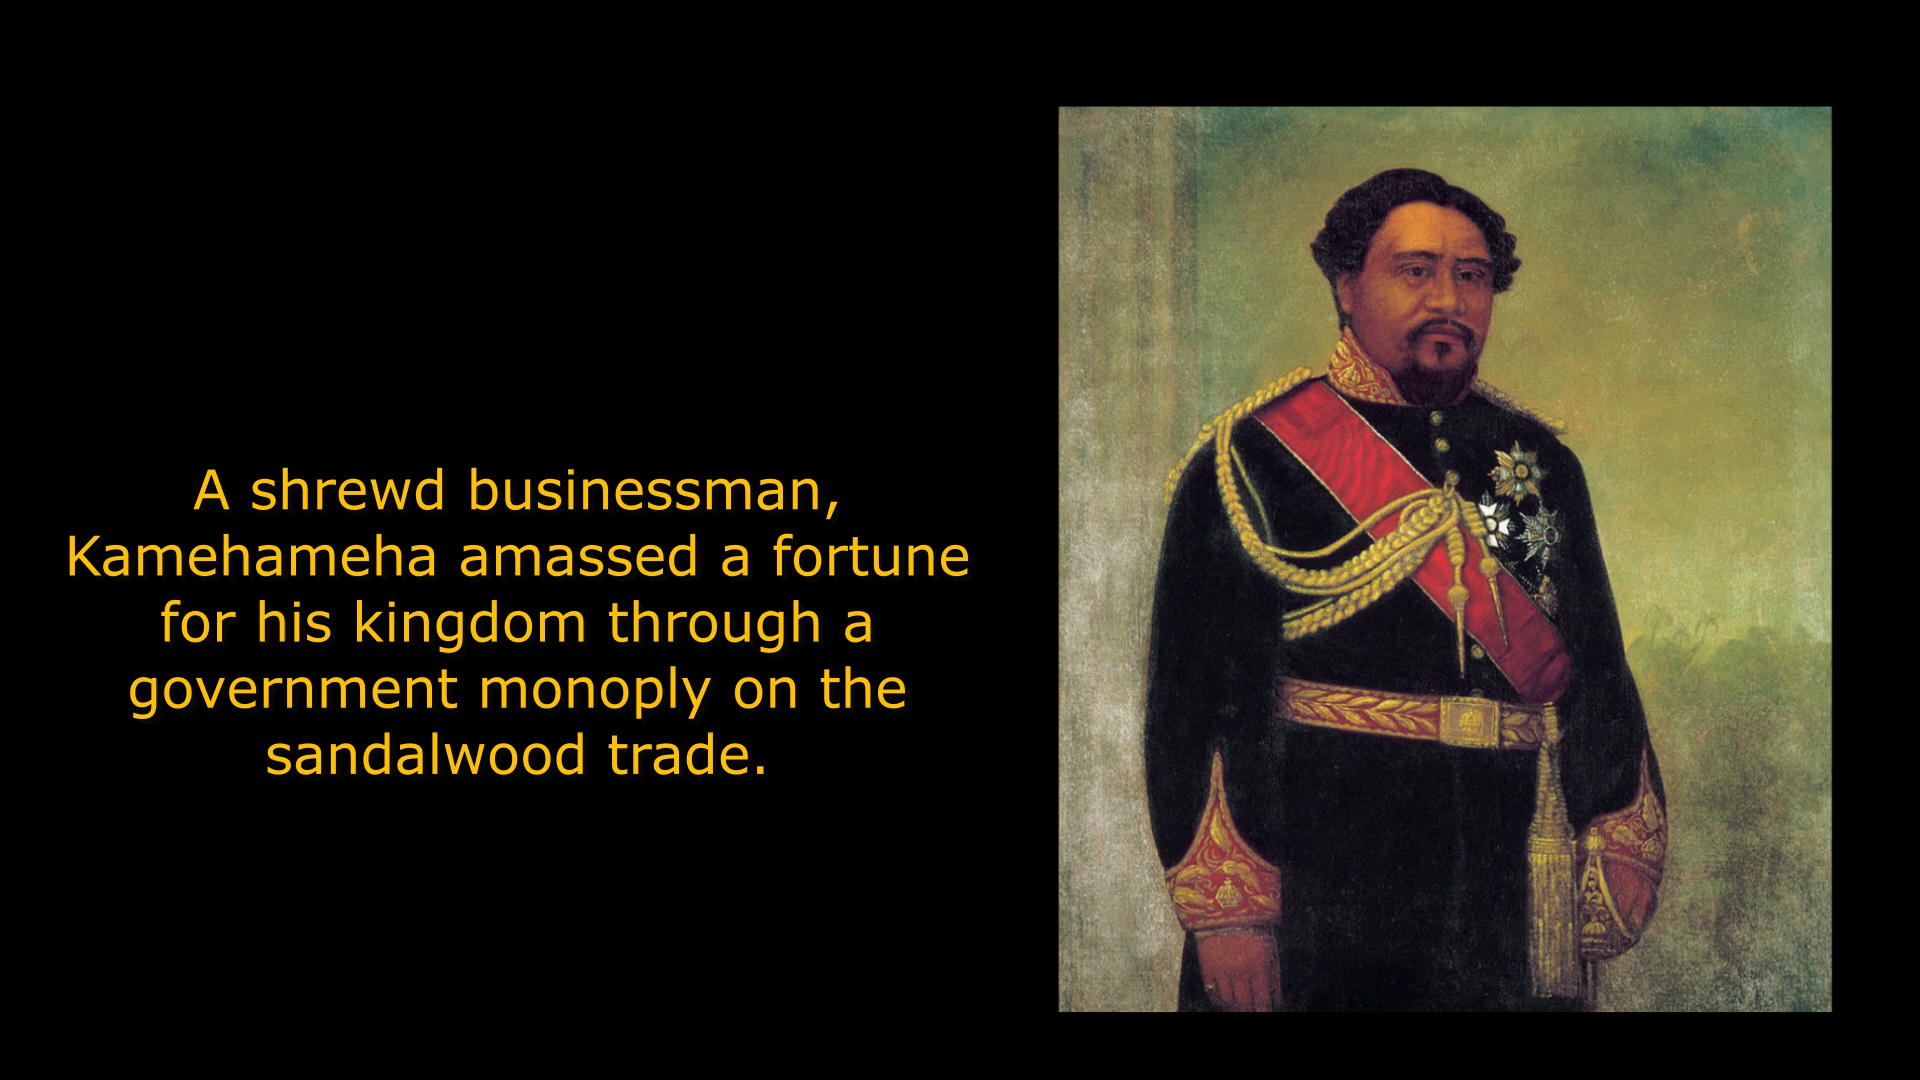 A shrewd businessman,
Kamehameha amassed a fortune
for his kingdom through a
government monoply on the
sandalwood trade.